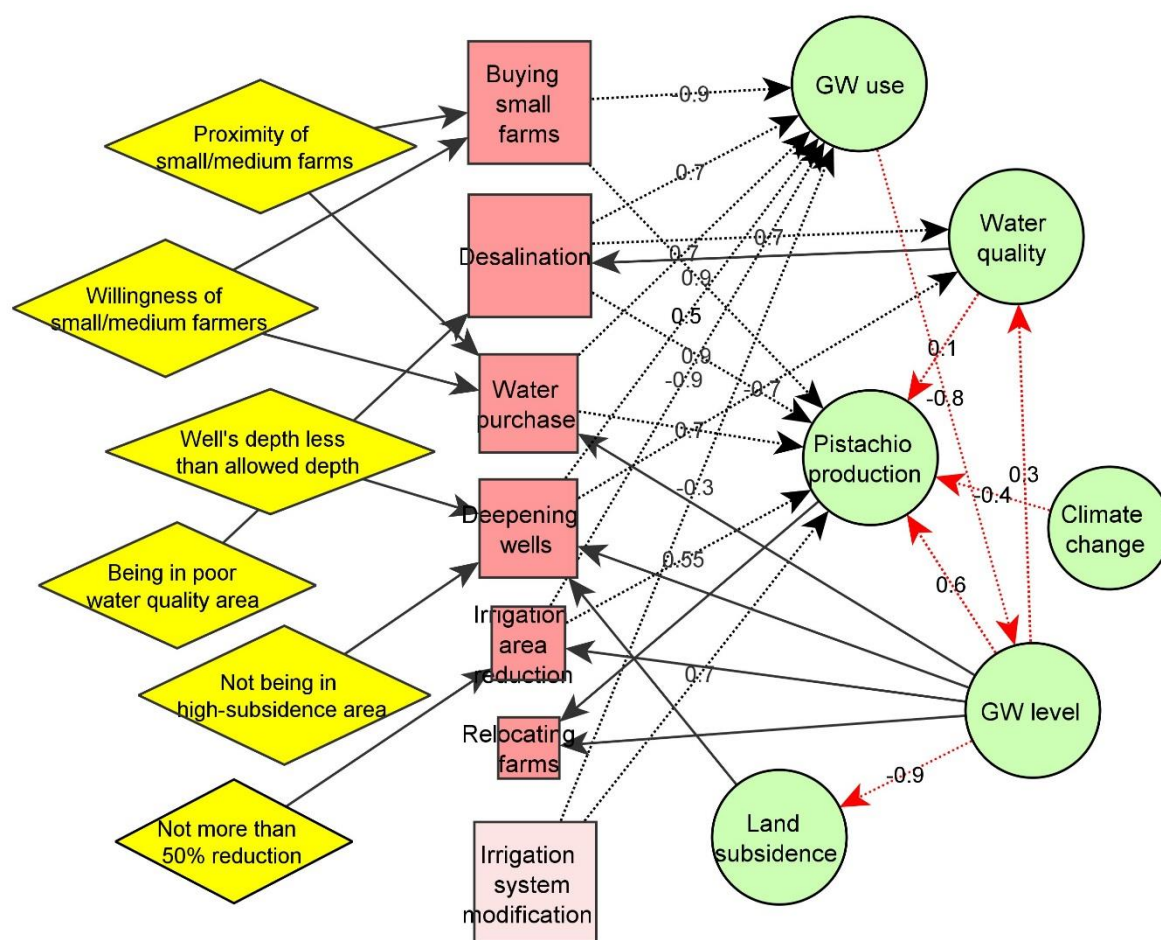 Proximity of
small/medium farms
Willingness of
small/medium farmers
Well's depth less
than allowed depth
Being in poor
water quality area
Not being in
high-subsidence area
Not more than
50% reduction
Buying
small
farms
Desalination
Water
purchase
Deepening
wells
Irrigation
area
reduction
Relocating
farms
Irrigation
system
modification
GW use
Water
quality
Pistachio
production
Climate
change
GW level
Land
subsidence
-0.9
0.7
0.7
0.7
0.9
0.5
0.9
-0.9
-0.7
0.7
-0.3
0.55
0.7
0.1
-0.8
-0.4
0.3
0.6
-0.9